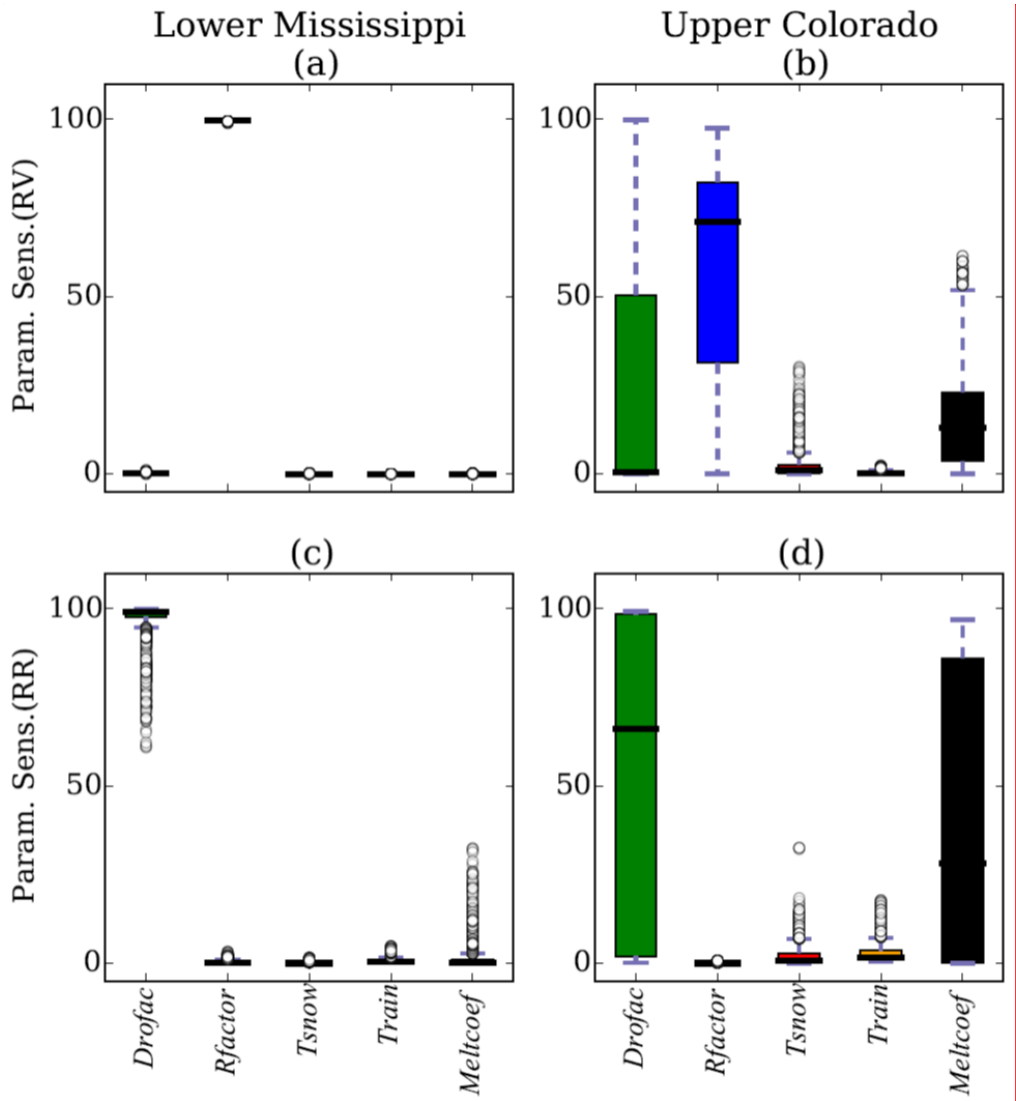 Lower Mississippi
Upper Colorado
(a)
(b)
Param. Sens.(RV)
100
50
0
100
50
0
(c)
(d)
Param. Sens.(RR)
100
50
0
100
50
0
Drofac
Rfactor
Tsnow
Train
Meltcoef
Drofac
Rfactor
Tsnow
Train
Meltcoef